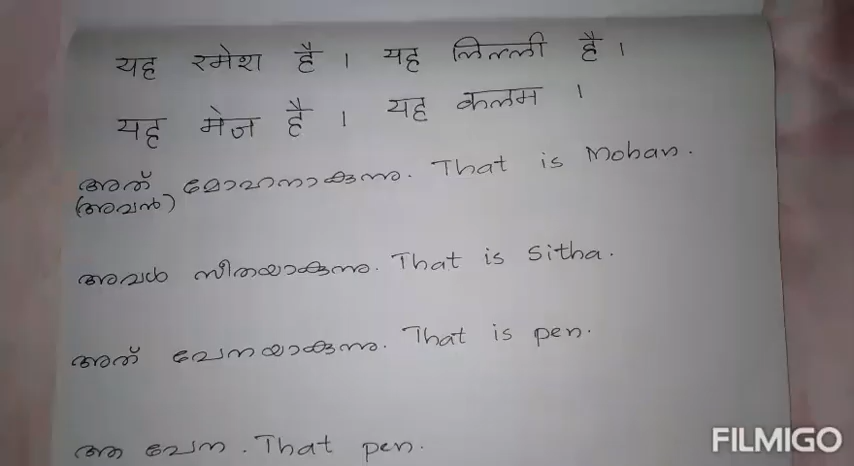 यह रमेश है । यह लिल्ली है ।
यह मेज है । यह कलम ।
അത് മോഹനാകുന്നു. That is Mohan.
(അവൻ)
അവൾ സീതയാകുന്നു. That is Sitha.
അത് പേനയാകുന്നു. That is pen.
ആ പേന. That pen.
FILMIGO